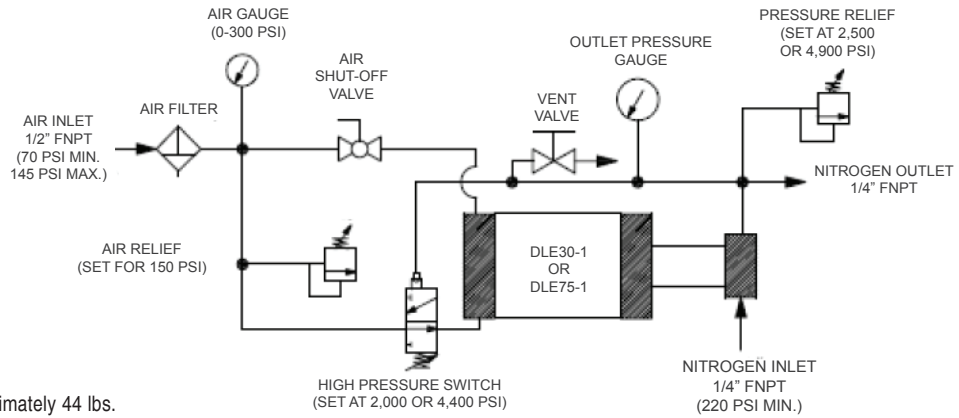 AIR GAUGE
(0-300 PSI)
PRESSURE RELIEF
(SET AT 2,500
OR 4,900 PSI)
OUTLET PRESSURE
GAUGE
AIR
SHUT-OFF
VALVE
VENT
VALVE
AIR FILTER
AIR INLET
1/2" FNPT
(70 PSI MIN.
145 PSI MAX.)
NITROGEN OUTLET
1/4" FNPT
AIR RELIEF
(SET FOR 150 PSI)
DLE30-1
OR
DLE75-1
HIGH PRESSURE SWITCH
(SET AT 2,000 OR 4,400 PSI)
NITROGEN INLET
1/4" FNPT
(220 PSI MIN.)
imately 44 lbs.